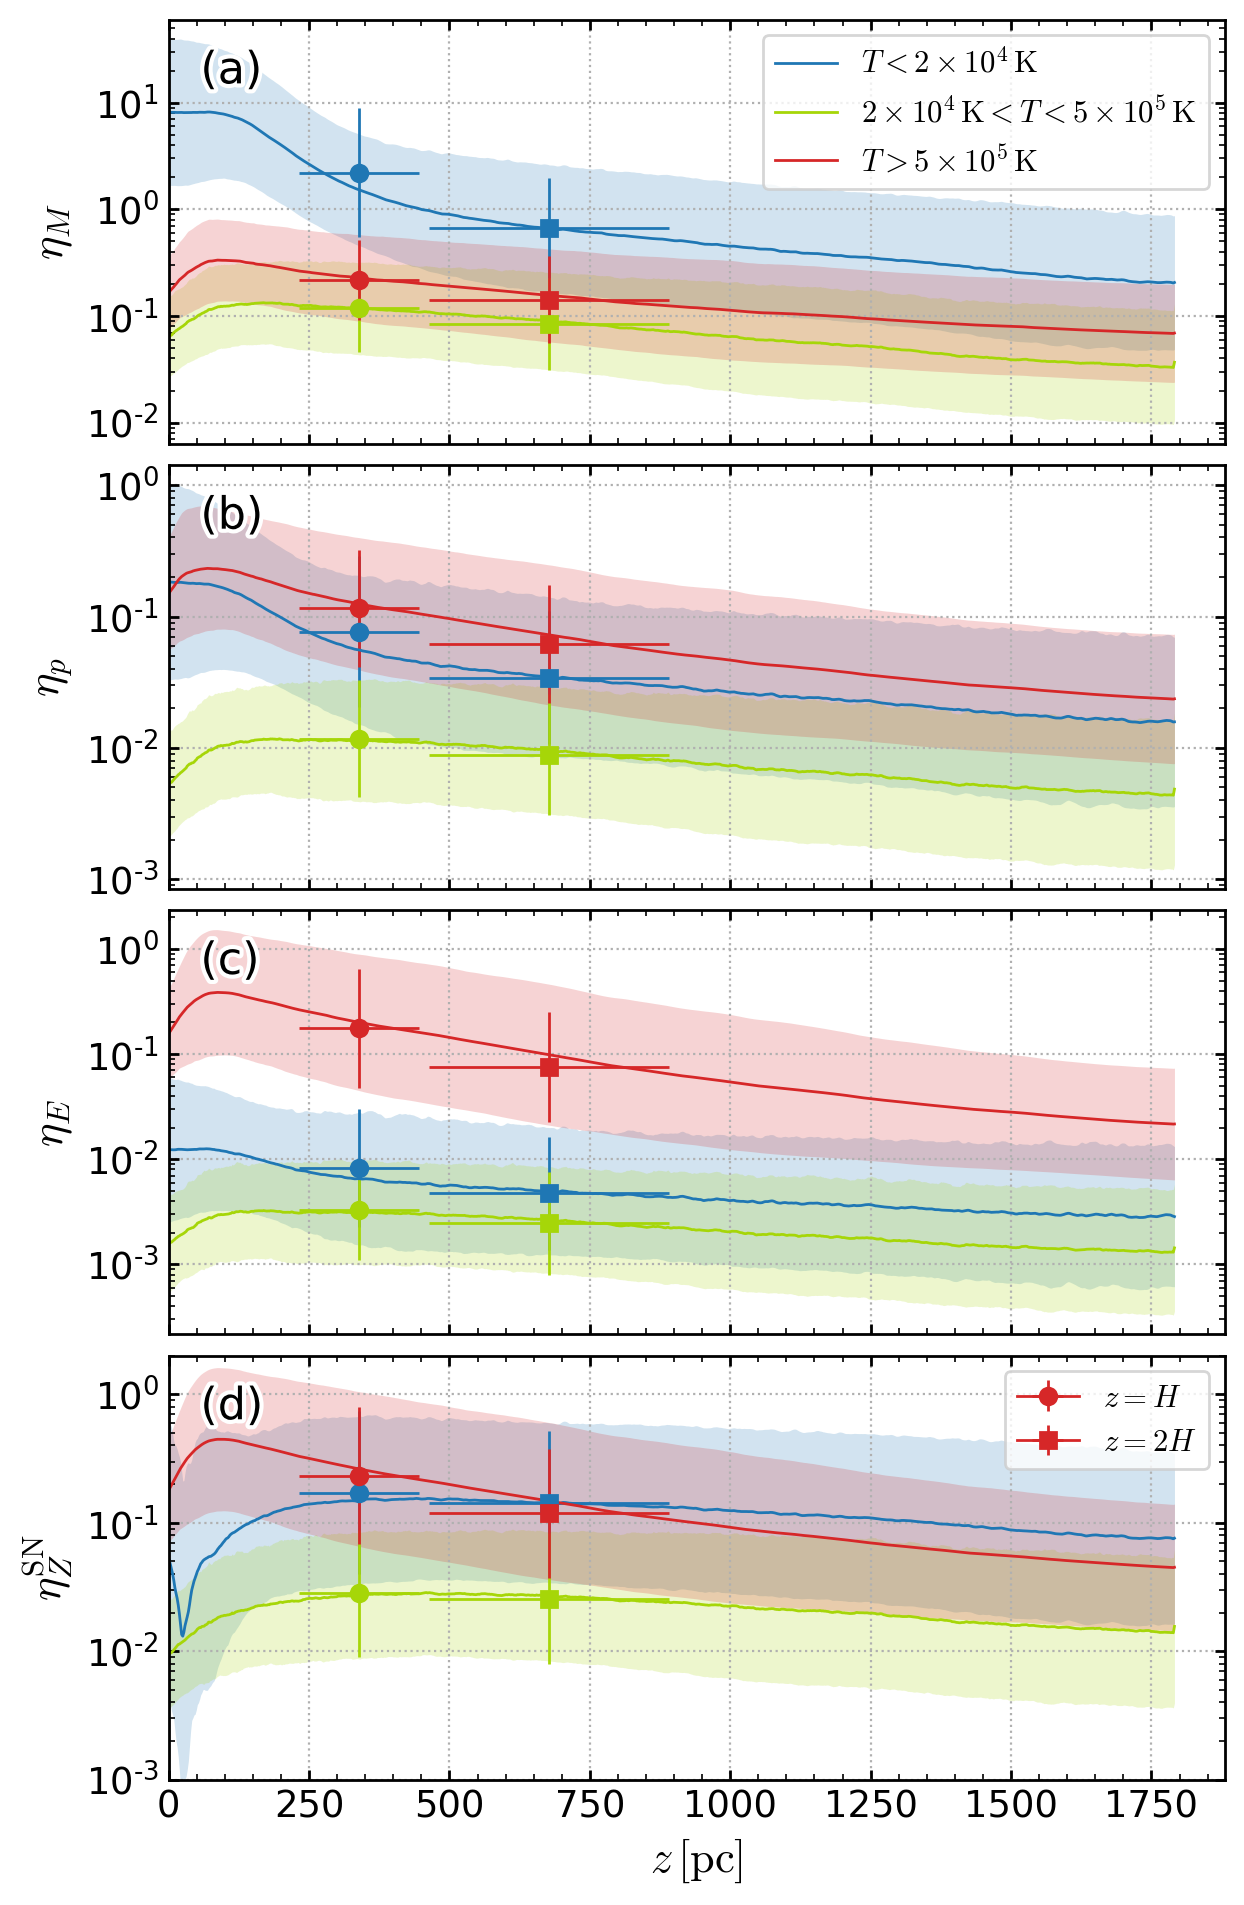 (a)
T < 2 × 10⁴ K
2 × 10⁴ K < T < 5 × 10⁵ K
T > 5 × 10⁵ K
10¹
10⁰
10⁻¹
10⁻²
η_M
(b)
10⁰
10⁻¹
10⁻²
10⁻³
η_p
(c)
10⁰
10⁻¹
10⁻²
10⁻³
η_E
(d)
z = H
z = 2H
10⁰
10⁻¹
10⁻²
10⁻³
η_Z^SN
0 250 500 750 1000 1250 1500 1750
z [pc]